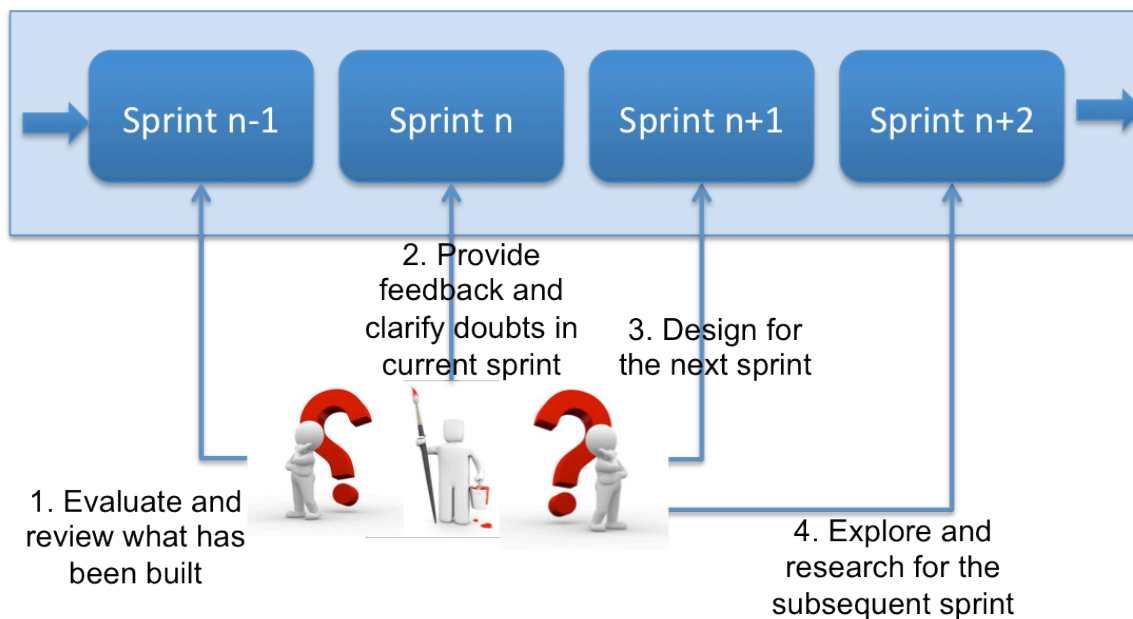 Sprint n-1
Sprint n
Sprint n+1
Sprint n+2
2. Provide
feedback and
clarify doubts in
current sprint
3. Design for
the next sprint
1. Evaluate and
review what has
been built
4. Explore and
research for the
subsequent sprint